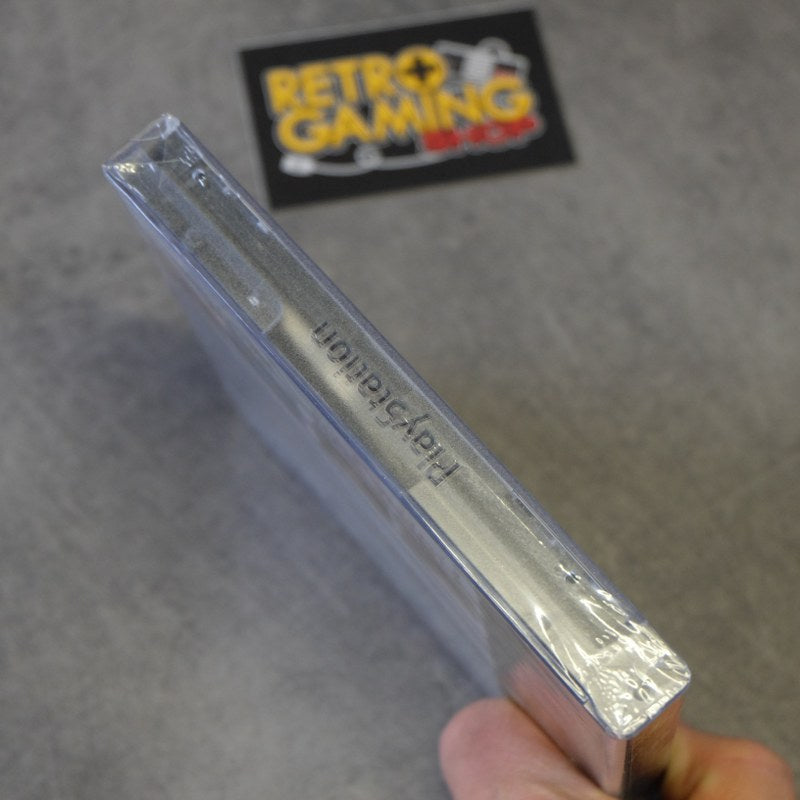 RETRO
GAMING
SHOP
PlayStation